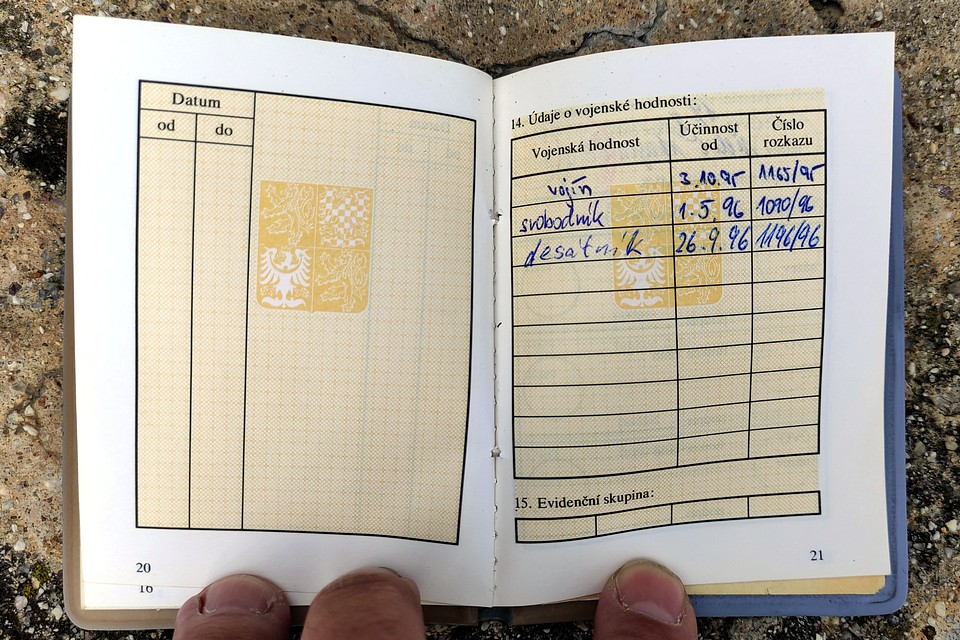 Datum
od do
20
16
14. Údaje o vojenské hodnosti:
Vojenská hodnost Účinnost od Číslo rozkazu
vojín 3.10.95 1165/95
svobodník 1.5.96 1090/96
desátník 26.9.96 1196/96
15. Evidenční skupina:
21